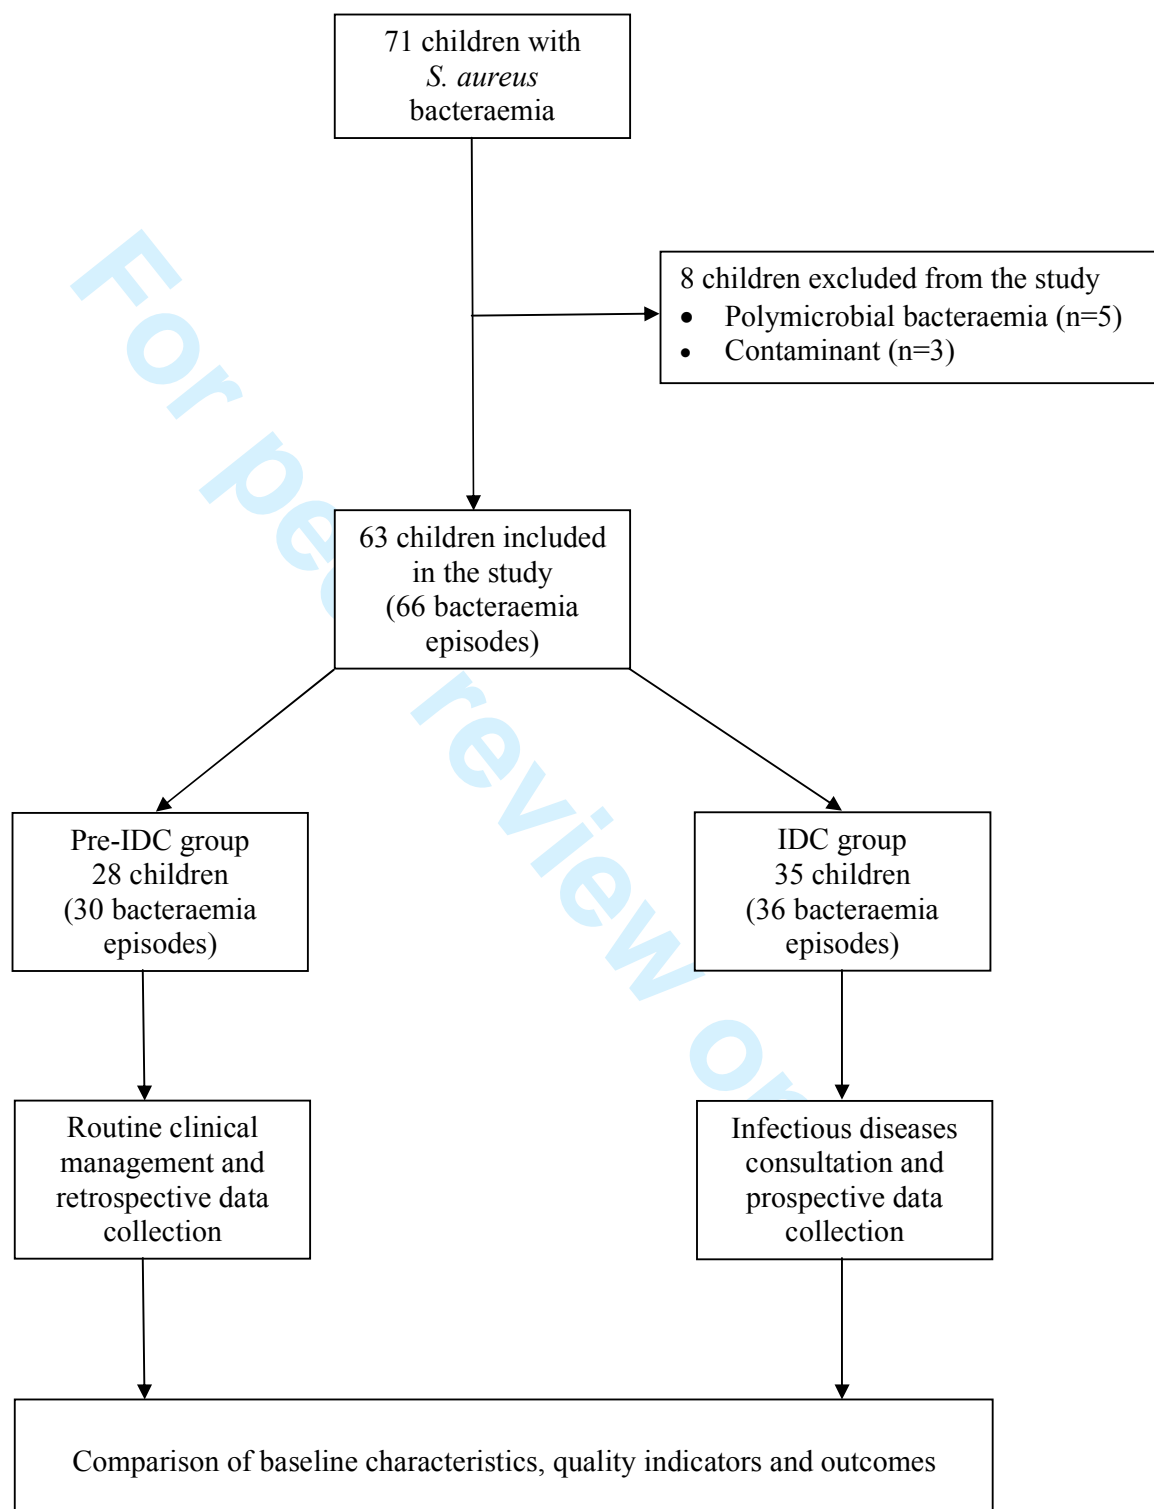 71 children with
S. aureus
bacteraemia
8 children excluded from the study
• Polymicrobial bacteraemia (n=5)
• Contaminant (n=3)
63 children included
in the study
(66 bacteraemia
episodes)
Pre-IDC group
28 children
(30 bacteraemia
episodes)
IDC group
35 children
(36 bacteraemia
episodes)
Routine clinical
management and
retrospective data
collection
Infectious diseases
consultation and
prospective data
collection
Comparison of baseline characteristics, quality indicators and outcomes
For review